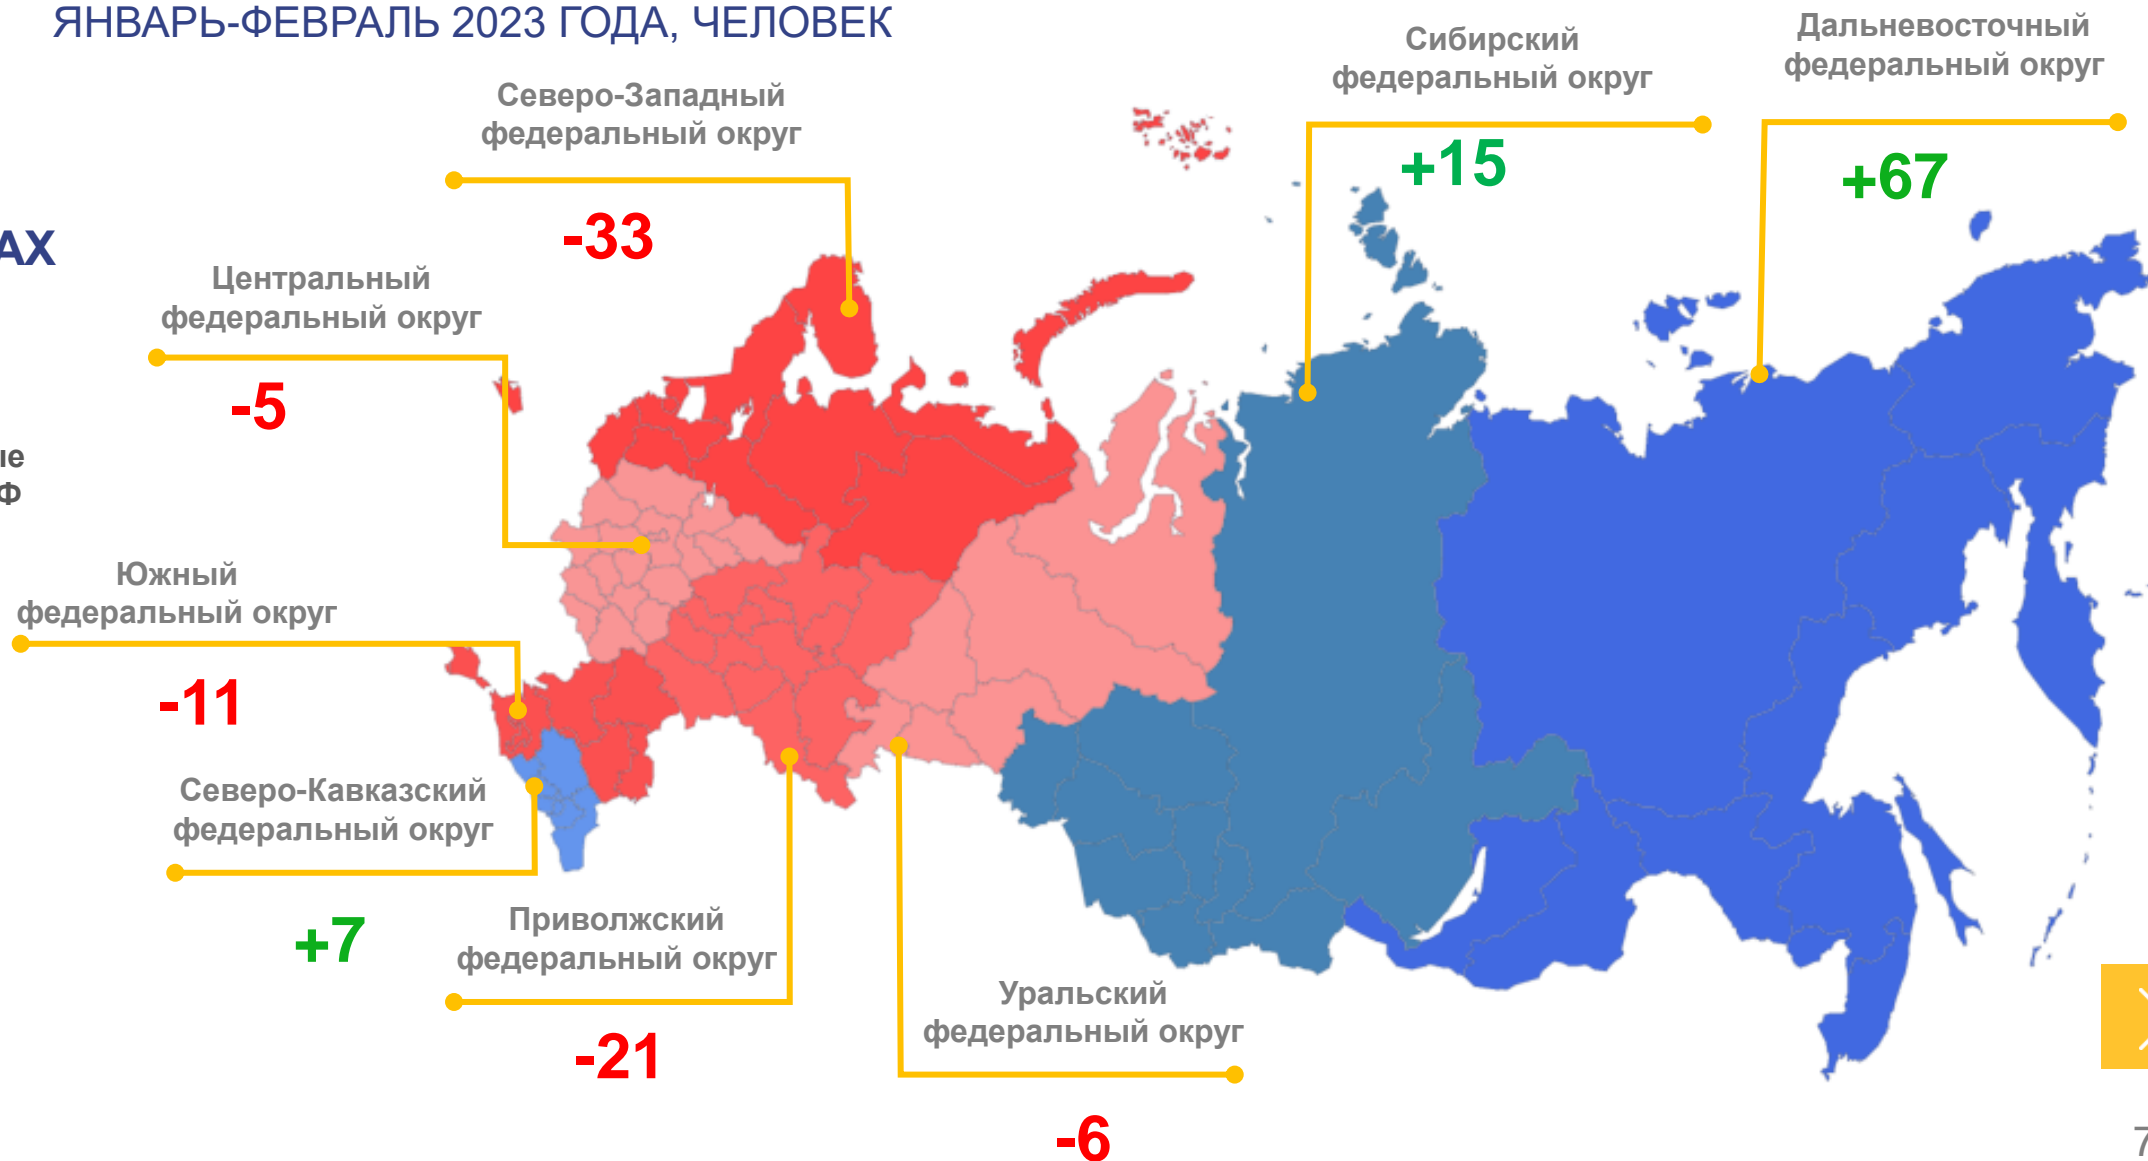 ЯНВАРЬ-ФЕВРАЛЬ 2023 ГОДА, ЧЕЛОВЕК
Сибирский
федеральный округ
+15
Дальневосточный
федеральный округ
+67
Северо-Западный
федеральный округ
-33
АХ
Центральный
федеральный округ
-5
ые
Ф
Южный
федеральный округ
-11
Северо-Кавказский
федеральный округ
+7
Приволжский
федеральный округ
-21
Уральский
федеральный округ
-6
7